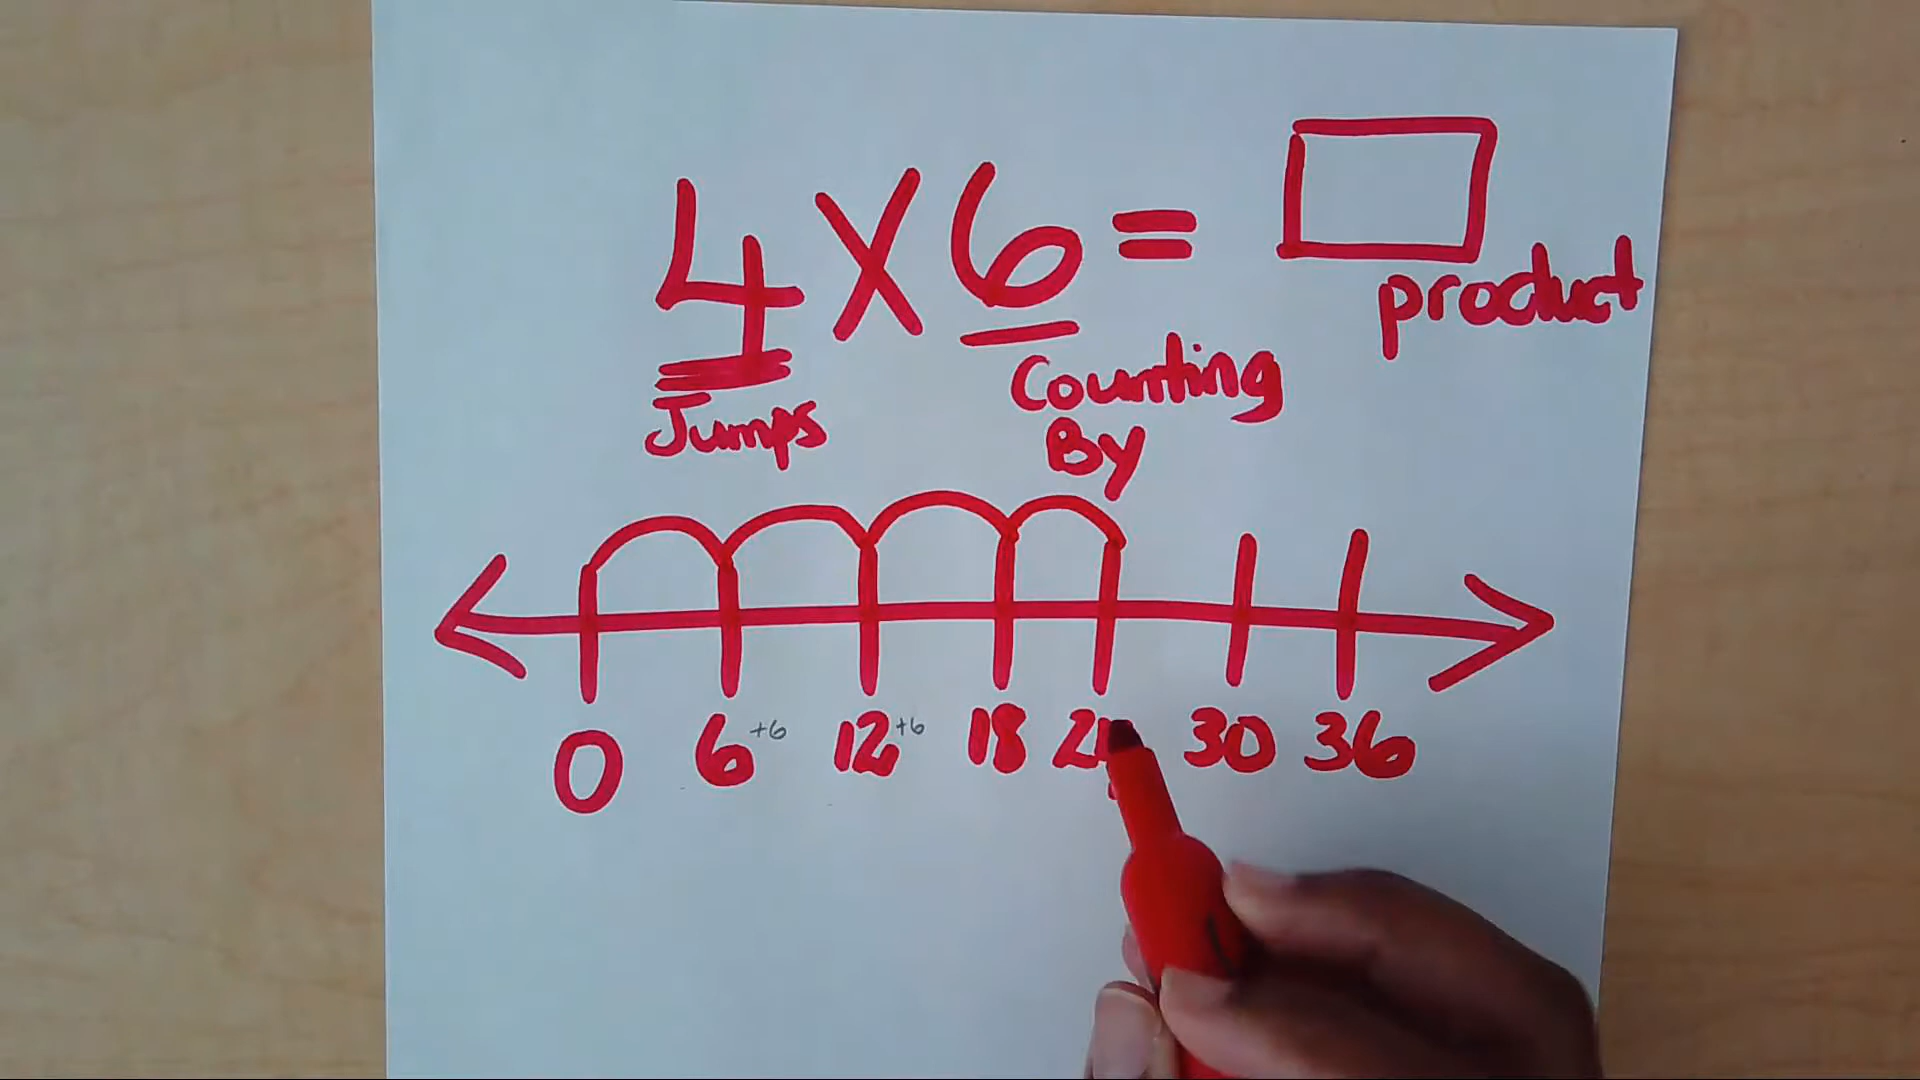 4 X 6 =
product
Jumps
Counting
By
0 6 +6 12 +6 18 30 36